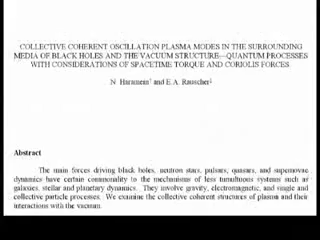 COLLECTIVE COHERENT OSCILLATION PLASMA MODES IN THE SURROUNDING
MEDIA OF BLACK HOLES AND THE VACUUM STRUCTURE—QUANTUM PROCESSES
WITH CONSIDERATIONS OF SPACETIME TORQUE AND CORIOLIS FORCES
N. Haramein† and E.A. Rauscher‡
Abstract
The main forces driving black holes, neutron stars, pulsars, quasars, and supernovae
dynamics have certain commonality to the mechanisms of less tumultuous systems such as
galaxies, stellar and planetary dynamics. They involve gravity, electromagnetic, and single and
collective particle processes. We examine the collective coherent structures of plasma and their
interactions with the vacuum.